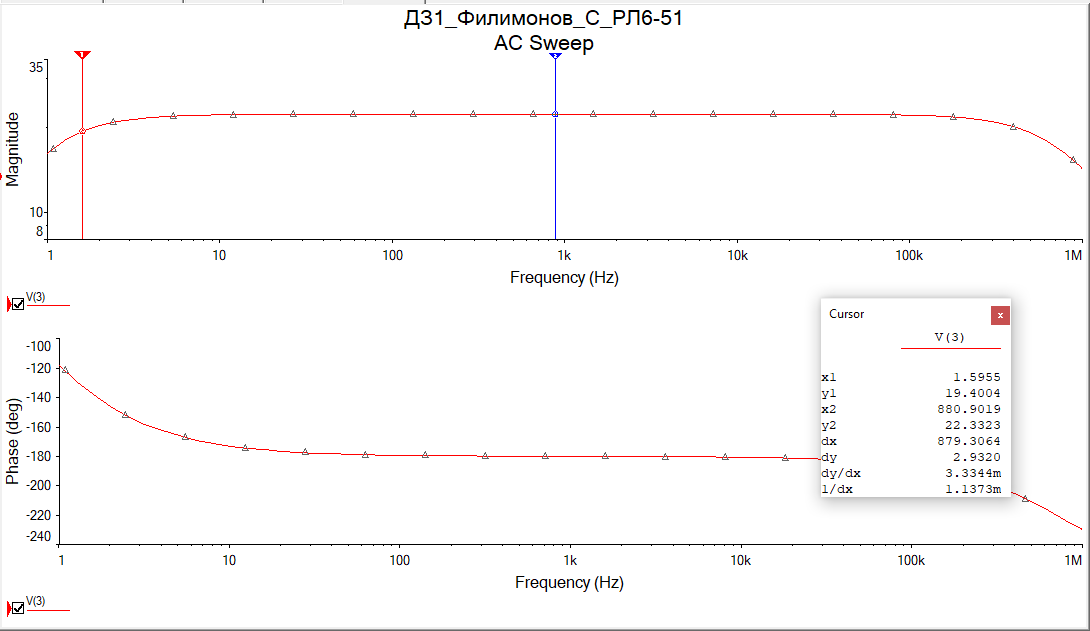 ДЗ1_Филимонов_С_РЛ6-51
AC Sweep
35
10
8
Magnitude
1 10 100 1k 10k 100k 1M
Frequency (Hz)
V(3)
-100
-120
-140
-160
-180
-200
-220
-240
Phase (deg)
1 10 100 1k 10k 100k 1M
Frequency (Hz)
V(3)
Cursor x
V(3)
x1 1.5955
y1 19.4004
x2 880.9019
y2 22.3323
dx 879.3064
dy 2.9320
dy/dx 3.3344m
1/dx 1.1373m